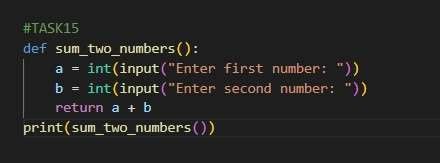 #TASK15
def sum_two_numbers():
    a = int(input("Enter first number: "))
    b = int(input("Enter second number: "))
    return a + b
print(sum_two_numbers())